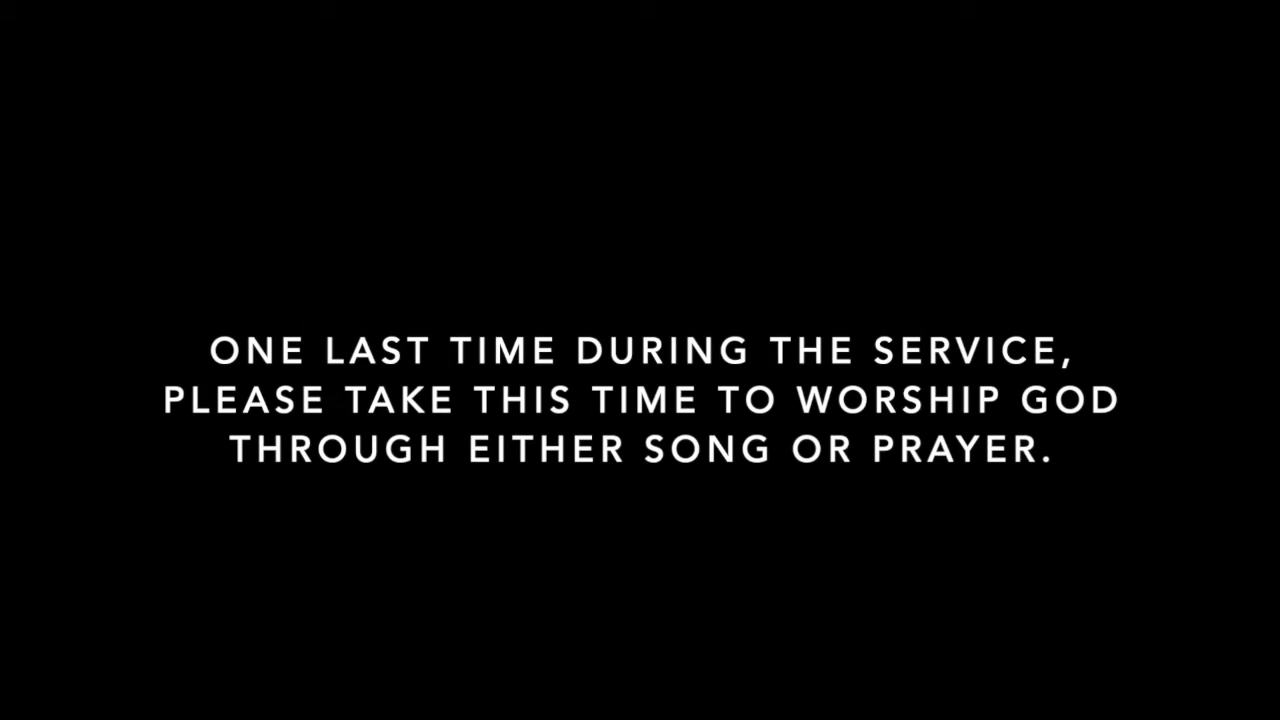 ONE LAST TIME DURING THE SERVICE,
PLEASE TAKE THIS TIME TO WORSHIP GOD
THROUGH EITHER SONG OR PRAYER.